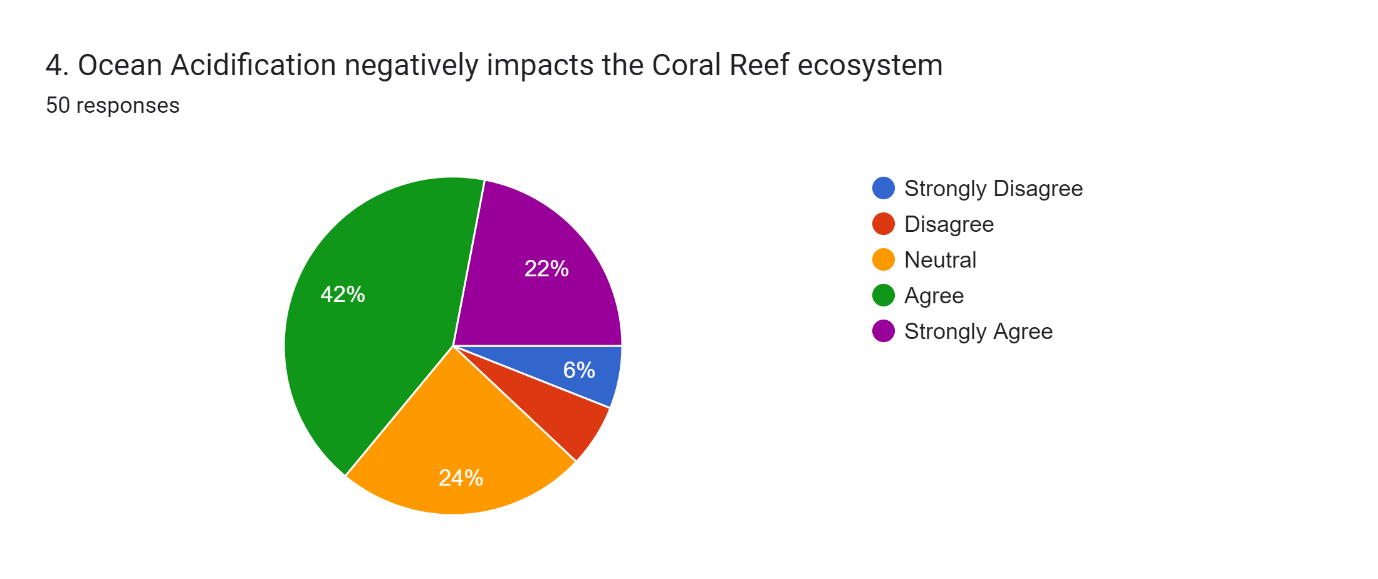 4. Ocean Acidification negatively impacts the Coral Reef ecosystem
50 responses
Strongly Disagree
Disagree
Neutral
Agree
Strongly Agree
22%
42%
6%
24%